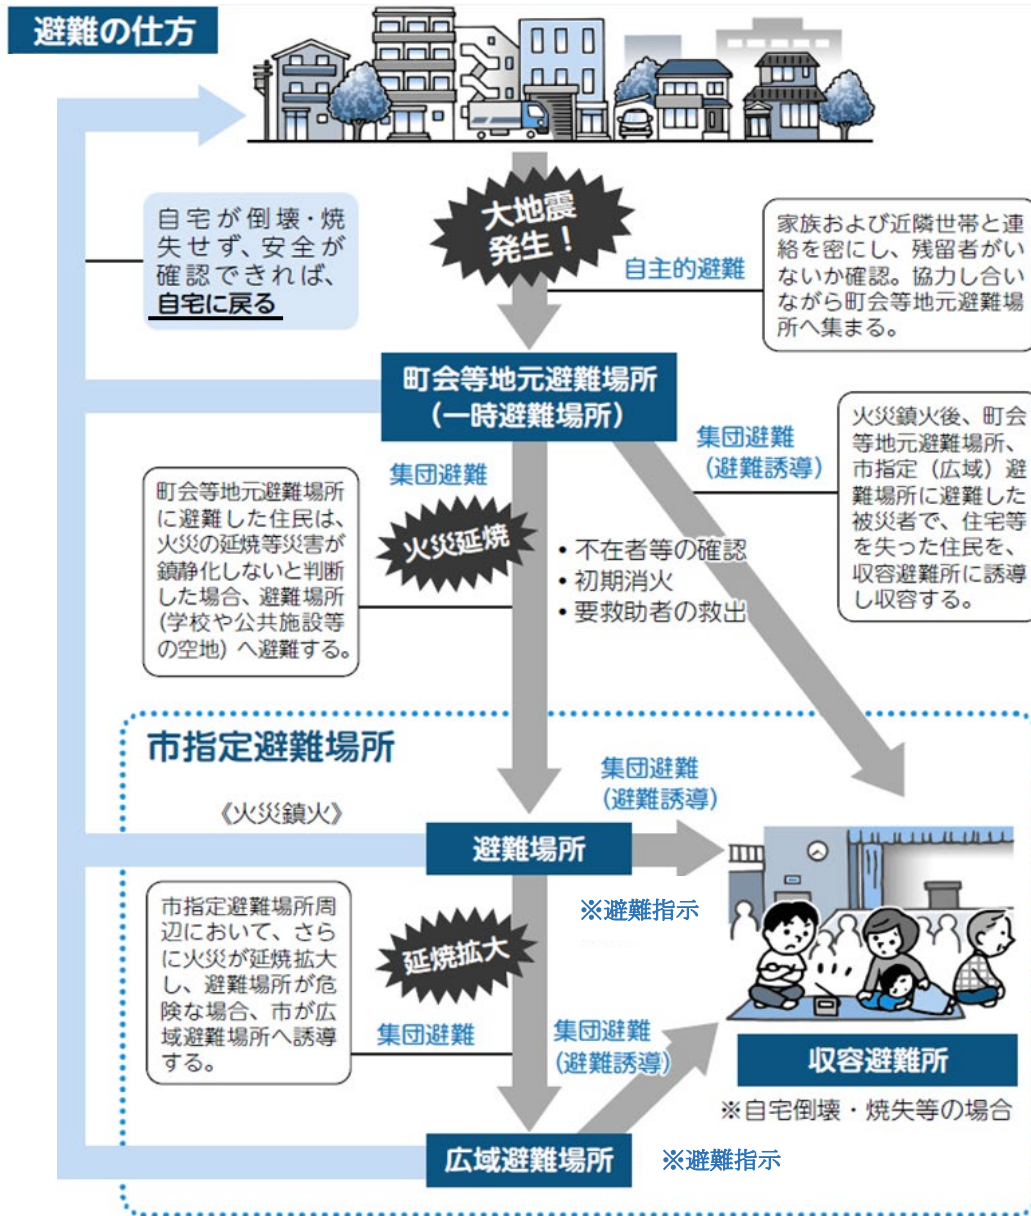 避難の仕方
大地震
発生！
自宅が倒壊・焼
失せず、安全が
確認できれば、
自宅に戻る
自主的避難
家族および近隣世帯と連
絡を密にし、残留者がい
ないか確認。協力し合い
ながら町会等地元避難場
所へ集まる。
町会等地元避難場所
（一時避難場所）
集団避難
火災延焼
町会等地元避難場所
に避難した住民は、
火災の延焼等災害が
鎮静化しないと判断
した場合、避難場所
(学校や公共施設等
の空地) へ避難する。
集団避難
(避難誘導)
火災鎮火後、町会
等地元避難場所、
市指定（広域）避
難場所に避難した
被災者で、住宅等
を失った住民を、
収容避難所に誘導
し収容する。
• 不在者等の確認
• 初期消火
• 要救助者の救出
市指定避難場所
《火災鎮火》
集団避難
(避難誘導)
避難場所
※避難指示
市指定避難場所周
辺において、さら
に火災が延焼拡大
し、避難場所が危
険な場合、市が広
域避難場所へ誘導
する。
延焼拡大
集団避難
集団避難
(避難誘導)
収容避難所
※自宅倒壊・焼失等の場合
広域避難場所
※避難指示